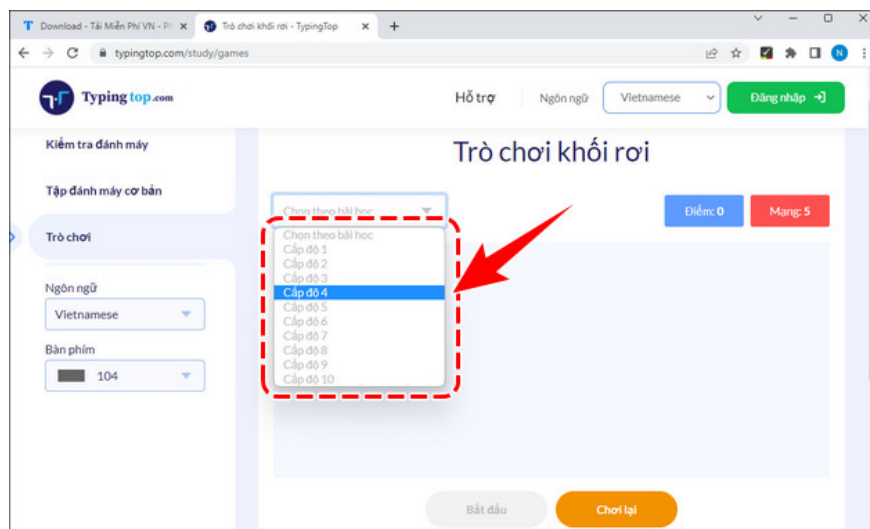 Download - Tải Miễn Phí VN - Ph
Trò chơi khối rơi - TypingTop
typingtop.com/study/games
N
Typing top.com
Hỗ trợ
Ngôn ngữ
Vietnamese
Đăng nhập
Kiểm tra đánh máy
Tập đánh máy cơ bản
Trò chơi
Ngôn ngữ
Vietnamese
Bàn phím
104
Trò chơi khối rơi
Chọn theo bài học
Điểm: 0
Mạng: 5
Chọn theo bài học
Cấp độ 1
Cấp độ 2
Cấp độ 3
Cấp độ 4
Cấp độ 5
Cấp độ 6
Cấp độ 7
Cấp độ 8
Cấp độ 9
Cấp độ 10
Bắt đầu
Chơi lại